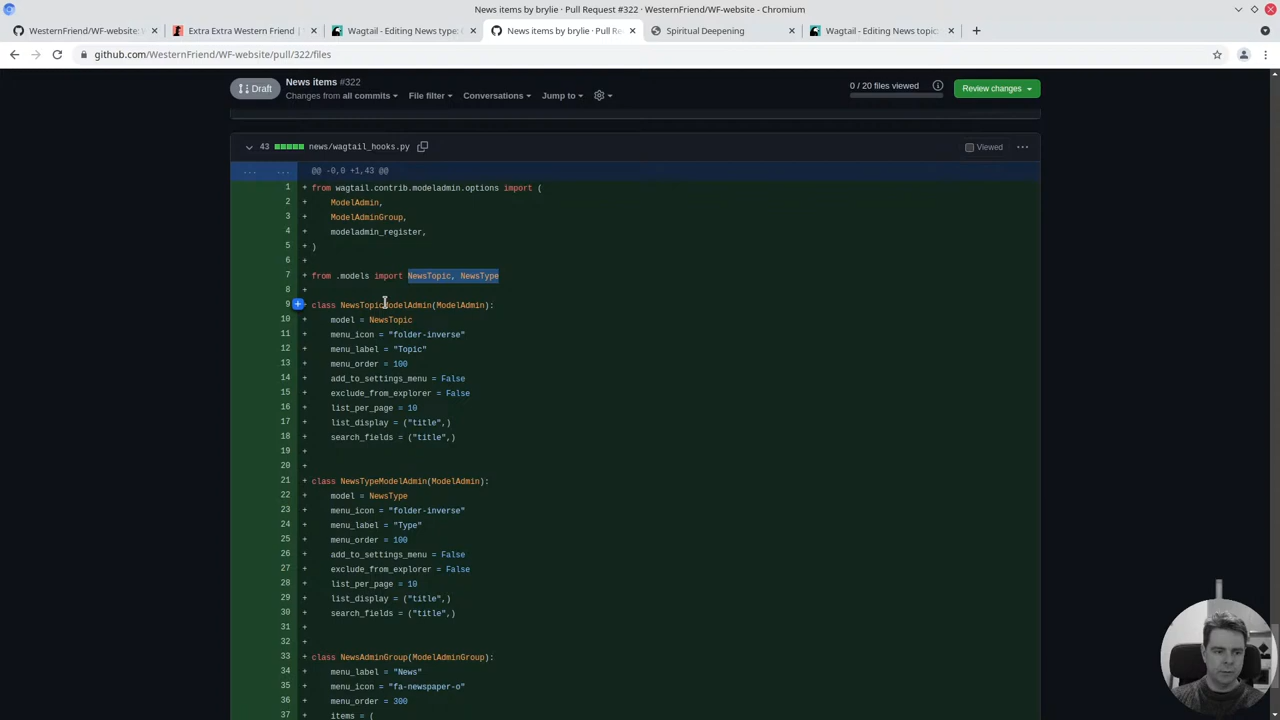 News items by brylie · Pull Request #322 · WesternFriend/WF-website - Chromium
WesternFriend/WF-website: W
Extra Extra Western Friend |
Wagtail - Editing News type: C
News items by brylie · Pull Re
Spiritual Deepening
Wagtail - Editing News topic:
github.com/WesternFriend/WF-website/pull/322/files
Draft
News items #322
Changes from all commits
File filter
Conversations
Jump to
0 / 20 files viewed
Review changes
43
news/wagtail_hooks.py
Viewed
... ... @@ -0,0 +1,43 @@
1 + from wagtail.contrib.modeladmin.options import (
2 + ModelAdmin,
3 + ModelAdminGroup,
4 + modeladmin_register,
5 + )
6 +
7 + from .models import NewsTopic, NewsType
8 +
9 + class NewsTopicModelAdmin(ModelAdmin):
10 + model = NewsTopic
11 + menu_icon = "folder-inverse"
12 + menu_label = "Topic"
13 + menu_order = 100
14 + add_to_settings_menu = False
15 + exclude_from_explorer = False
16 + list_per_page = 10
17 + list_display = ("title",)
18 + search_fields = ("title",)
19 +
20 +
21 + class NewsTypeModelAdmin(ModelAdmin):
22 + model = NewsType
23 + menu_icon = "folder-inverse"
24 + menu_label = "Type"
25 + menu_order = 100
26 + add_to_settings_menu = False
27 + exclude_from_explorer = False
28 + list_per_page = 10
29 + list_display = ("title",)
30 + search_fields = ("title",)
31 +
32 +
33 + class NewsAdminGroup(ModelAdminGroup):
34 + menu_label = "News"
35 + menu_icon = "fa-newspaper-o"
36 + menu_order = 300
37 + items = (